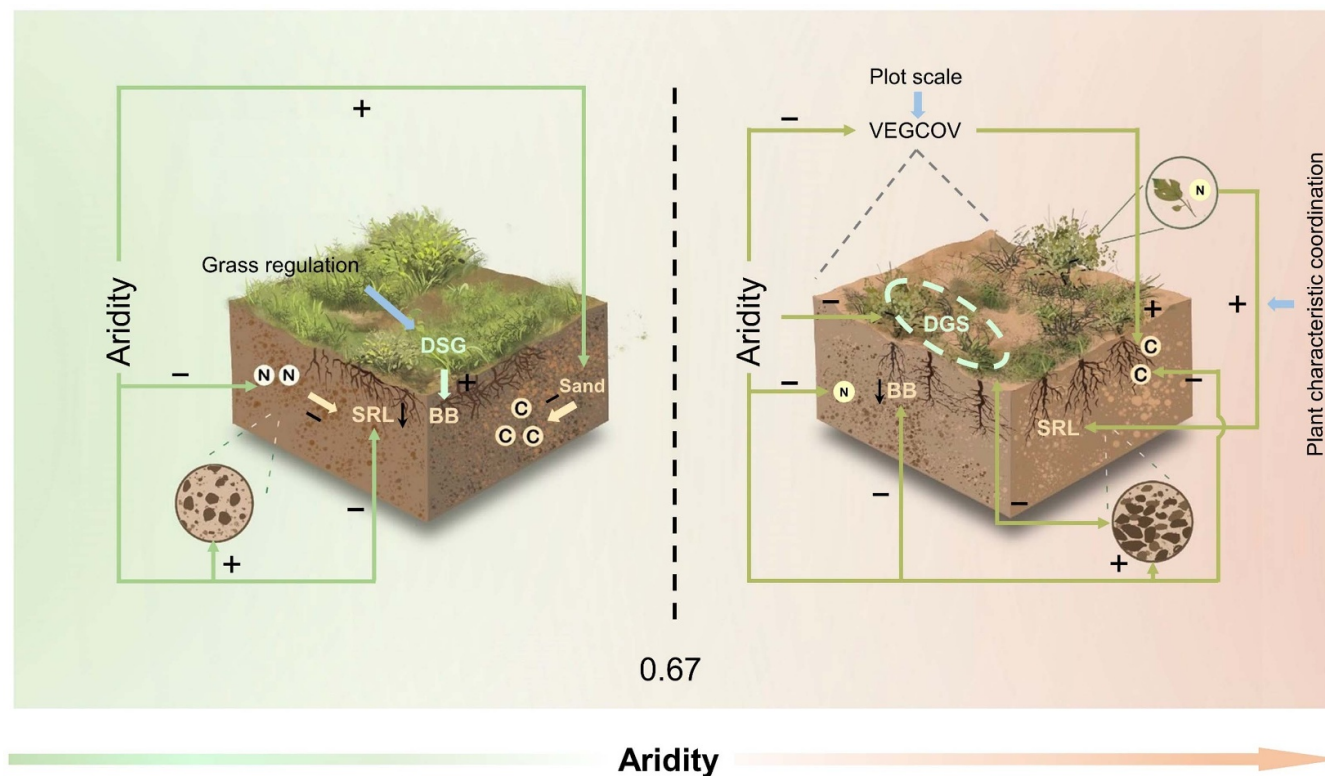 Plot scale
+
−
VEGCOV
N
Grass regulation
Aridity
DSG
+
−
N N
−
SRL
BB
−
Sand
C
C C
−
+
Aridity
−
DGS
+
C
C
−
−
N
BB
SRL
−
−
+
+
Plant characteristic coordination
0.67
Aridity